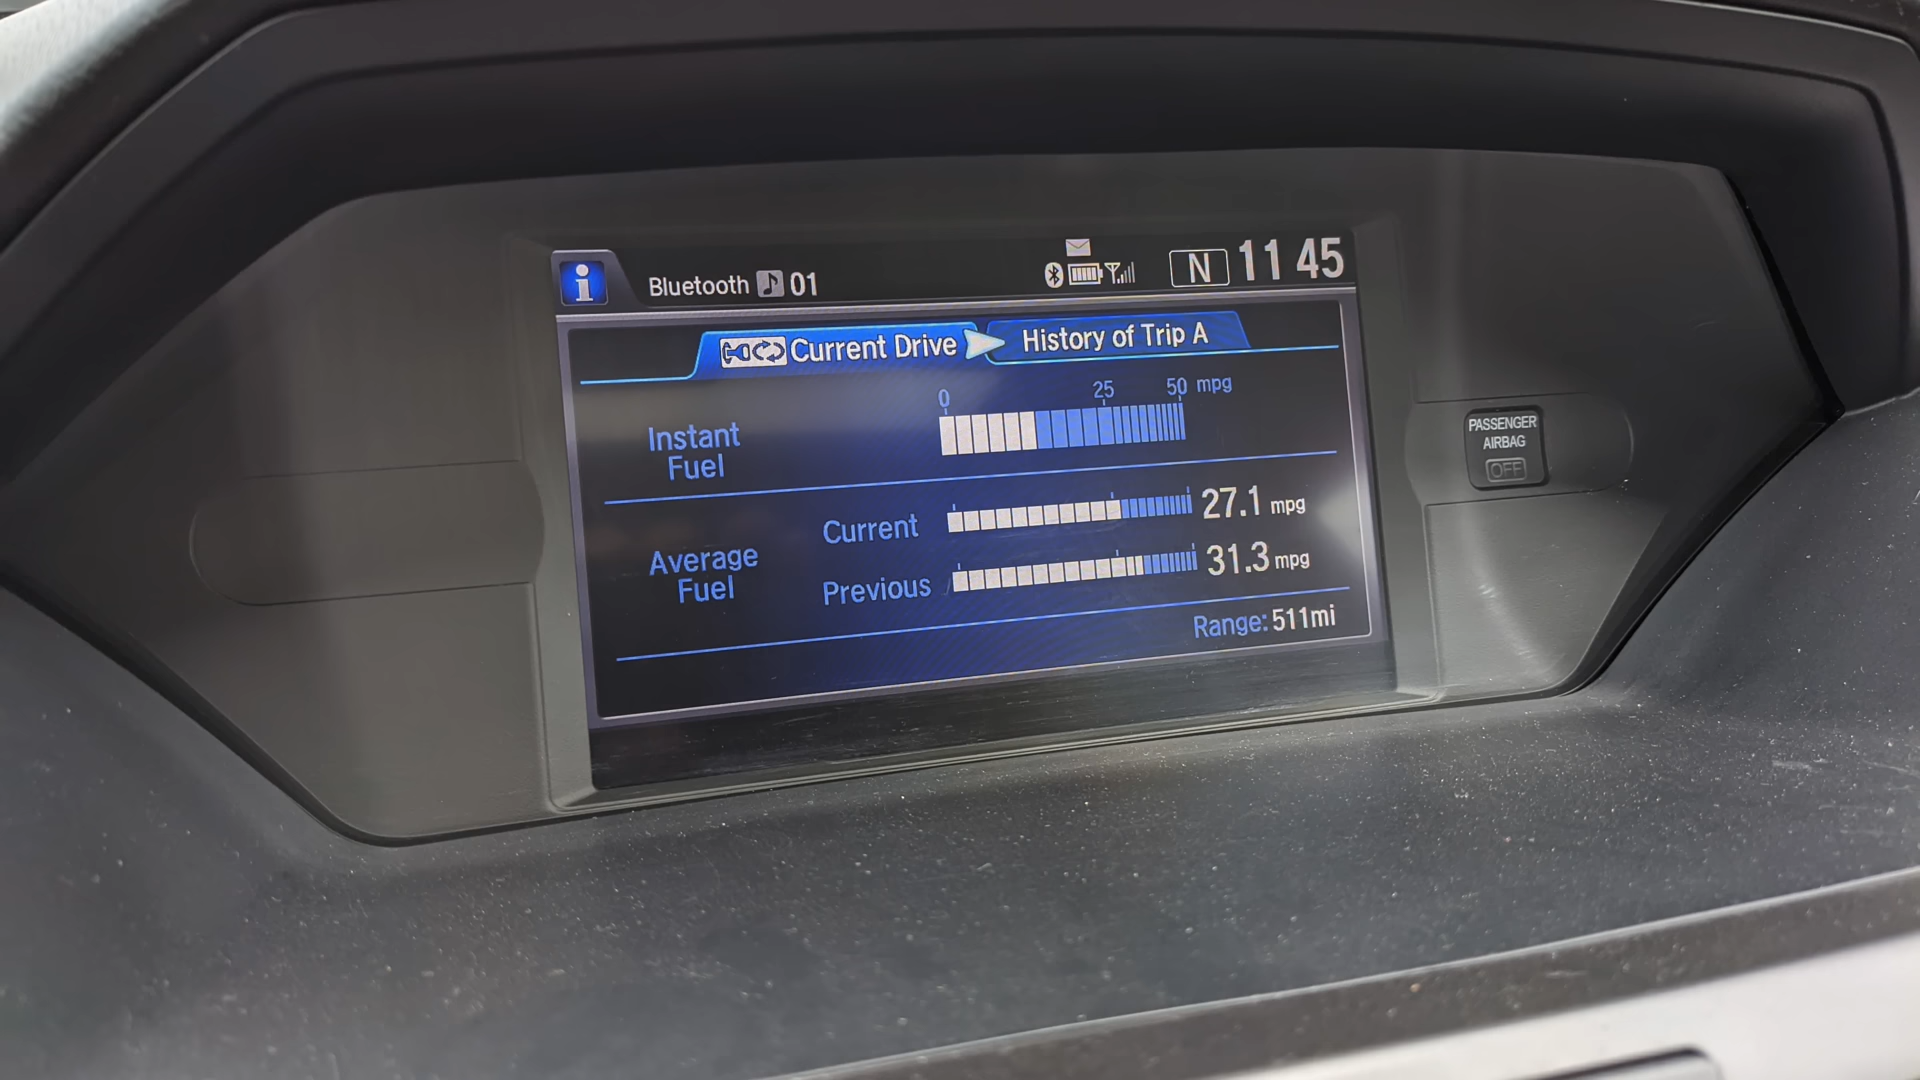 i Bluetooth 01 N 11 45
Current Drive History of Trip A
0 25 50 mpg
Instant
Fuel
Current 27.1 mpg
Average
Fuel
Previous 31.3 mpg
Range: 511mi
PASSENGER
AIRBAG
OFF